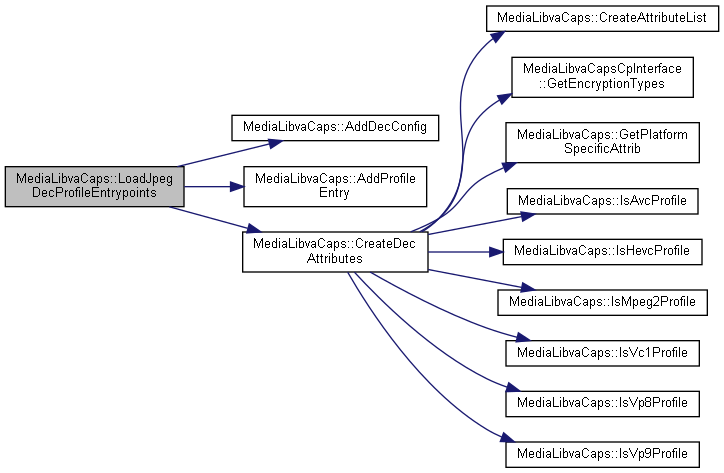 MediaLibvaCaps::LoadJpeg
DecProfileEntrypoints
MediaLibvaCaps::AddDecConfig
MediaLibvaCaps::AddProfile
Entry
MediaLibvaCaps::CreateDec
Attributes
MediaLibvaCaps::CreateAttributeList
MediaLibvaCapsCpInterface
::GetEncryptionTypes
MediaLibvaCaps::GetPlatform
SpecificAttrib
MediaLibvaCaps::IsAvcProfile
MediaLibvaCaps::IsHevcProfile
MediaLibvaCaps::IsMpeg2Profile
MediaLibvaCaps::IsVc1Profile
MediaLibvaCaps::IsVp8Profile
MediaLibvaCaps::IsVp9Profile